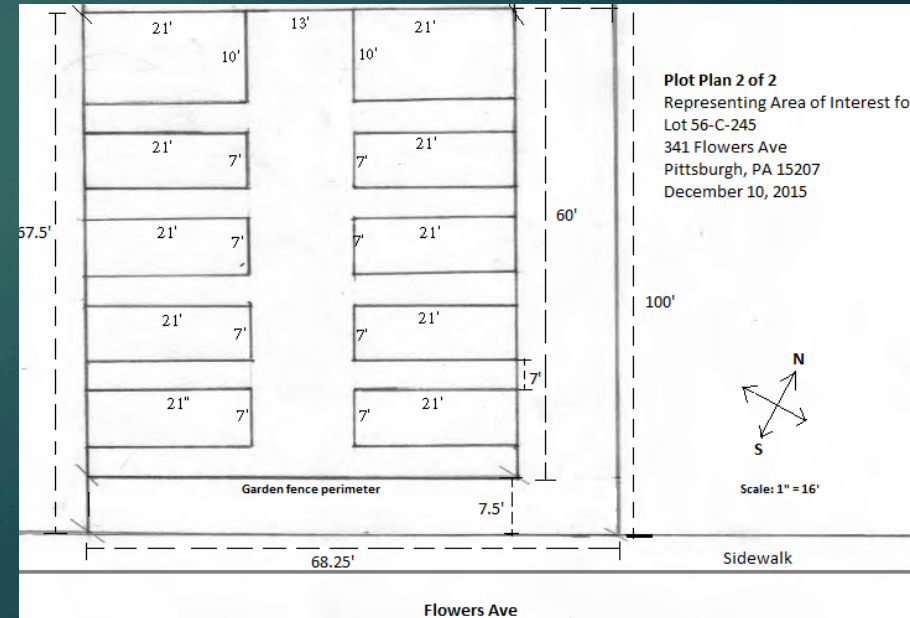 21'
13'
21'
10'
10'
Plot Plan 2 of 2
Representing Area of Interest fo
Lot 56-C-245
341 Flowers Ave
Pittsburgh, PA 15207
December 10, 2015
21'
7'
7'
21'
67.5'
21'
7'
7'
21'
60'
100'
21'
7'
7'
21'
7'
N
S
21"
7'
7'
21'
Garden fence perimeter
Scale: 1" = 16'
7.5'
68.25'
Sidewalk
Flowers Ave